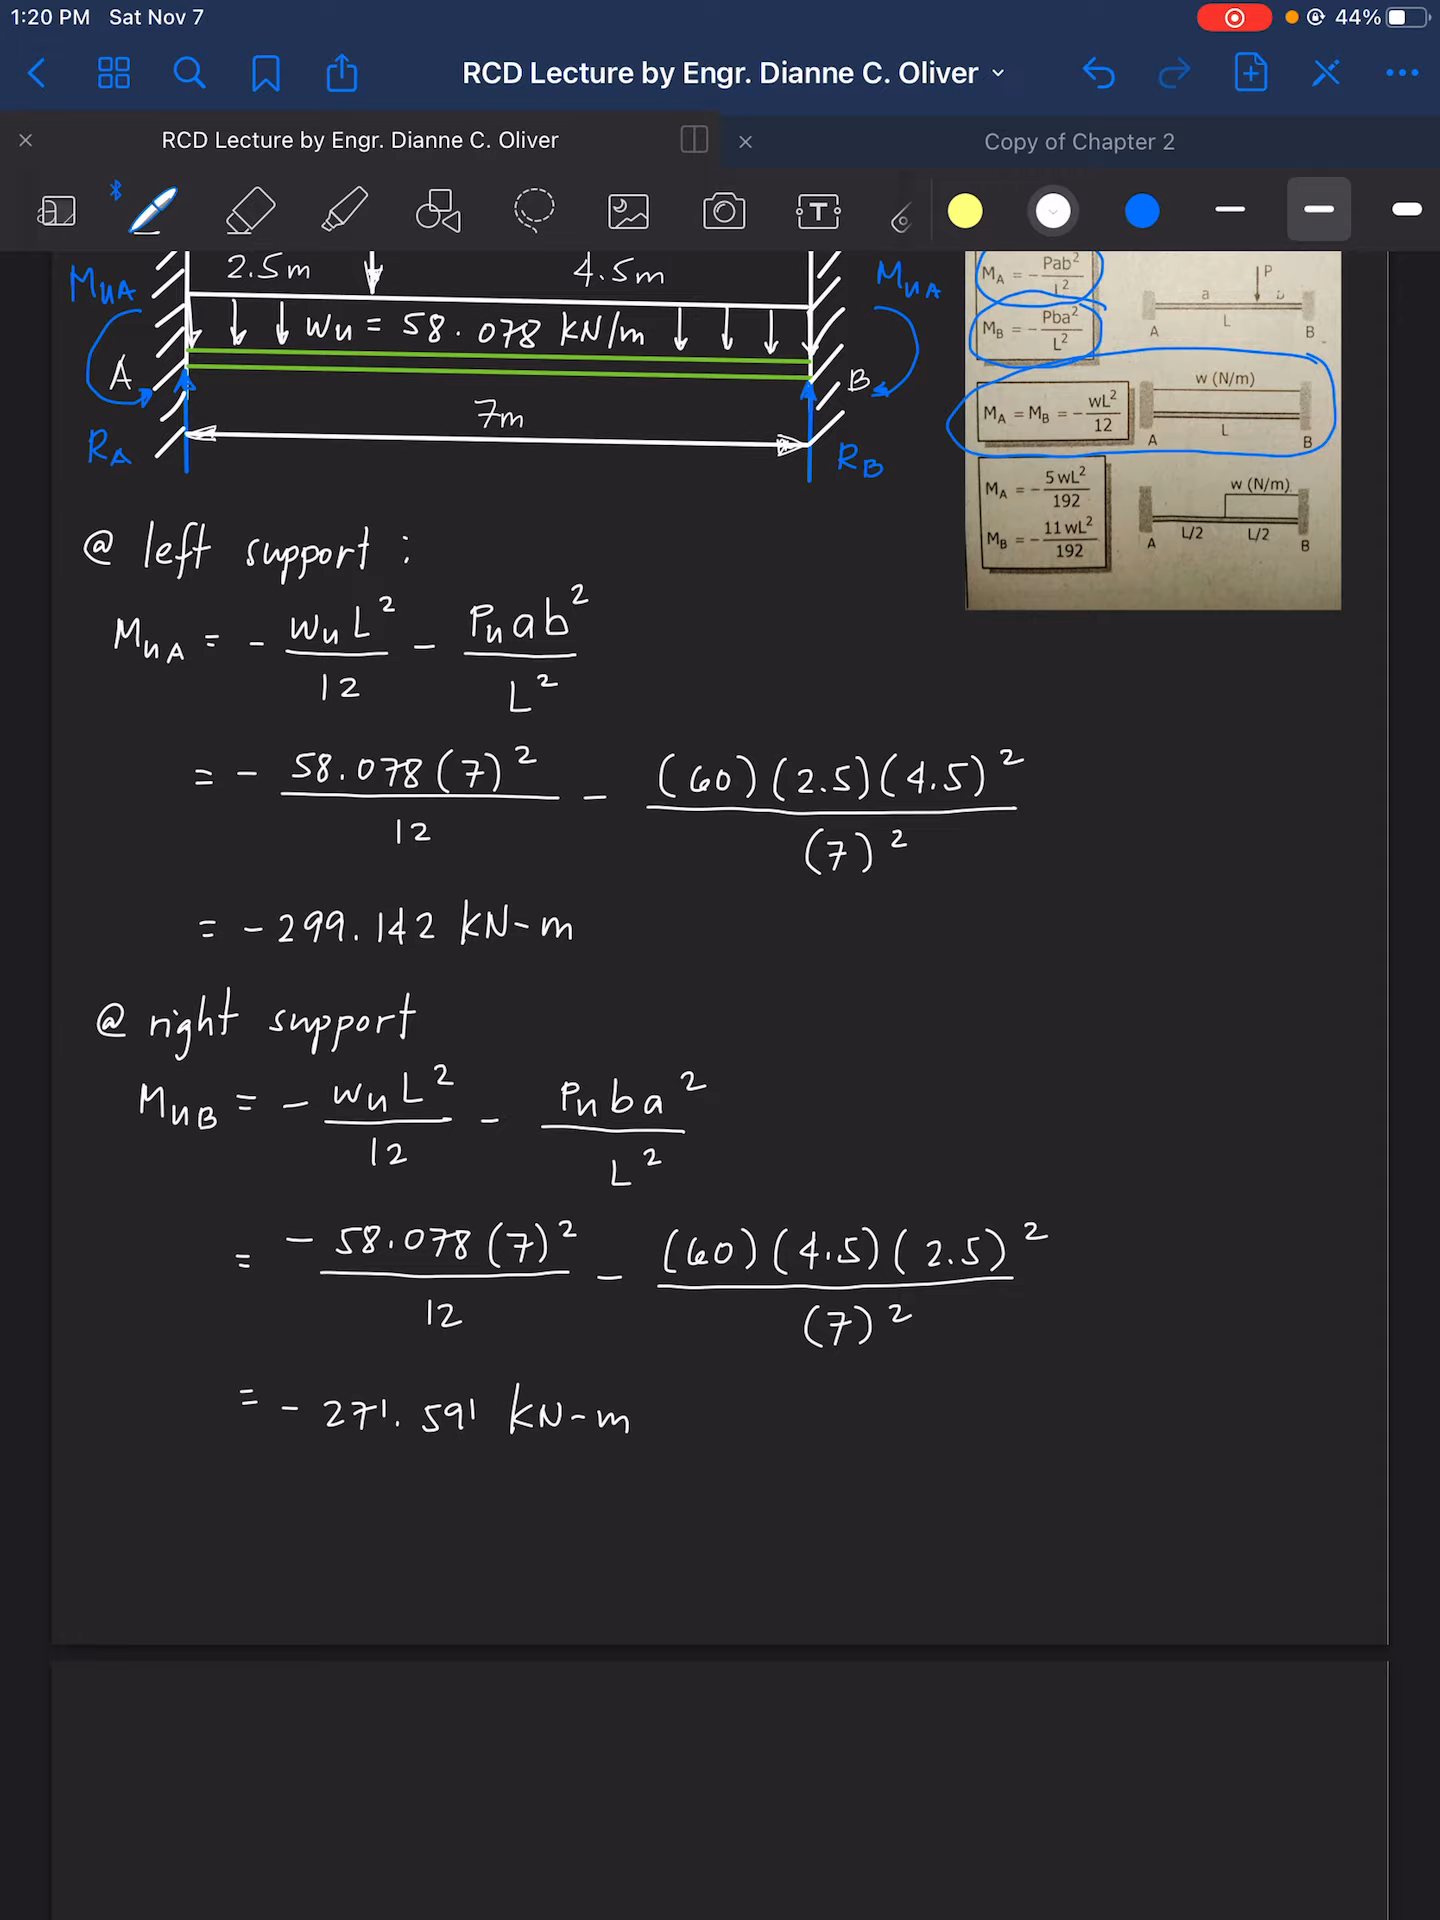 1:20 PM Sat Nov 7
44%
RCD Lecture by Engr. Dianne C. Oliver
RCD Lecture by Engr. Dianne C. Oliver
Copy of Chapter 2
T
MuA
2.5m
4.5m
MuA
wu = 58.078 kN/m
A
B
7m
RA
RB
MA = - Pab² / L²
P
a
b
L
A
B
MB = - Pba² / L²
w (N/m)
MA = MB = - wL² / 12
L
A
B
MA = - 5wL² / 192
w (N/m)
MB = - 11wL² / 192
L/2
L/2
A
B
@ left support :
MuA = - wuL² / 12 - Puab² / L²
= - 58.078(7)² / 12 - (60)(2.5)(4.5)² / (7)²
= - 299.142 kN-m
@ right support
MuB = - wuL² / 12 - Puba² / L²
= - 58.078(7)² / 12 - (60)(4.5)(2.5)² / (7)²
= - 271.591 kN-m